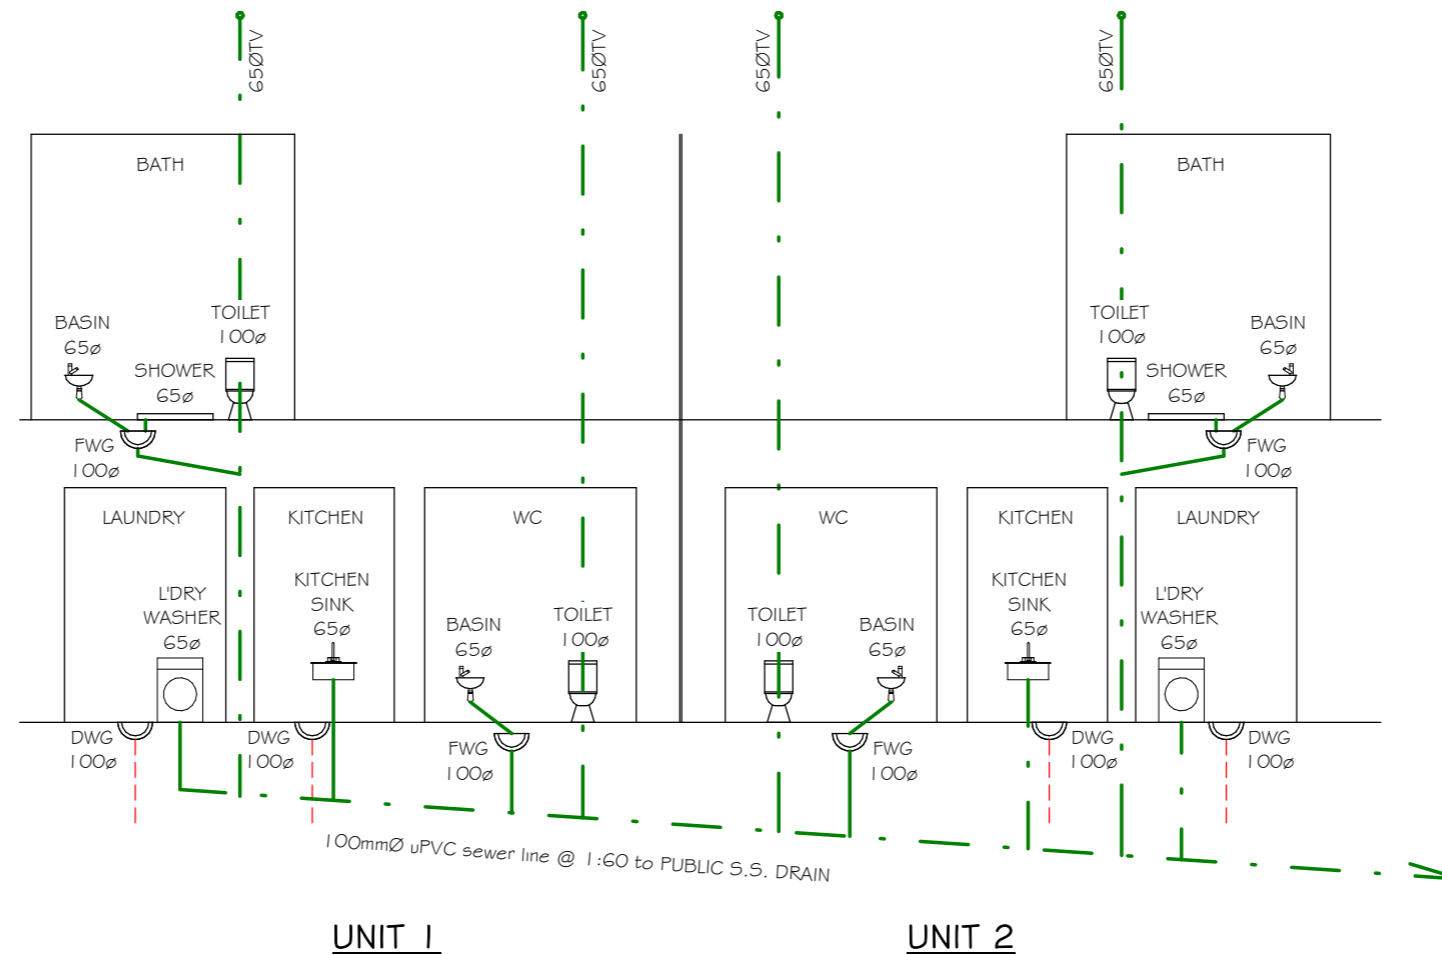 65ØTV
65ØTV
65ØTV
65ØTV
BATH
BATH
TOILET
100ø
BASIN
65ø
SHOWER
65ø
FWG
100ø
TOILET
100ø
BASIN
65ø
SHOWER
65ø
FWG
100ø
LAUNDRY
KITCHEN
WC
WC
KITCHEN
LAUNDRY
L'DRY
WASHER
65ø
KITCHEN
SINK
65ø
BASIN
65ø
TOILET
100ø
TOILET
100ø
BASIN
65ø
KITCHEN
SINK
65ø
L'DRY
WASHER
65ø
DWG
100ø
DWG
100ø
FWG
100ø
FWG
100ø
DWG
100ø
DWG
100ø
100mmØ uPVC sewer line @ 1:60 to PUBLIC S.S. DRAIN
UNIT 1
UNIT 2